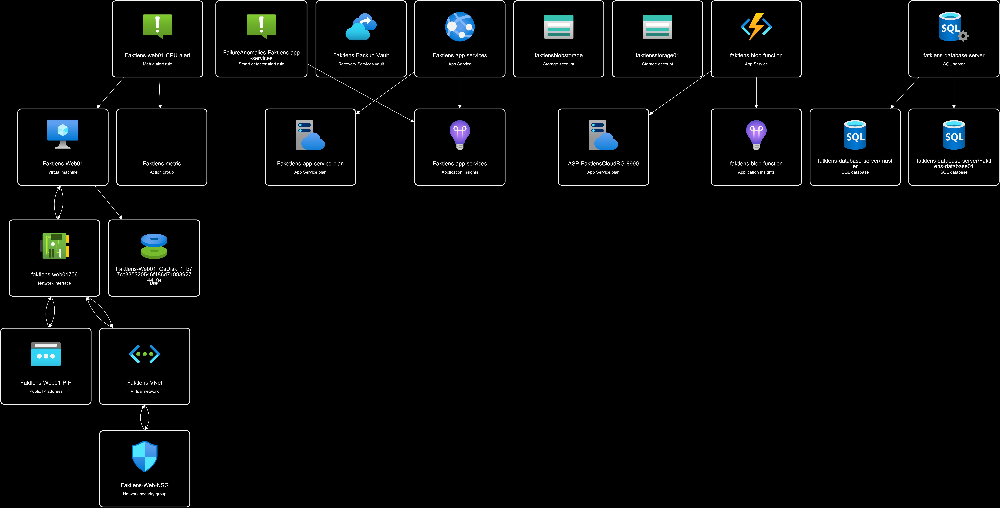 Faktlens-web01-CPU-alert
Metric alert rule
FailureAnomalies-Faktlens-app
-services
Smart detector alert rule
Faktlens-Backup-Vault
Recovery Services vault
Faktlens-app-services
App Service
faktlensblobstorage
Storage account
faktlensstorage01
Storage account
faktlens-blob-function
App Service
SQL
fatklens-database-server
SQL server
Faktlens-Web01
Virtual machine
Faktlens-metric
Action group
Faketlens-app-service-plan
App Service plan
Faktlens-app-services
Application Insights
ASP-FaktlensCloudRG-8990
App Service plan
faktlens-blob-function
Application Insights
SQL
fatklens-database-server/mast
er
SQL database
SQL
fatklens-database-server/Faktl
ens-database01
SQL database
faktlens-web01706
Network interface
Faktlens-Web01_OsDisk_1_b7
7cc335320546f486d71993927
44f7a
Disk
Faktlens-Web01-PIP
Public IP address
Faktlens-VNet
Virtual network
Faktlens-Web-NSG
Network security group